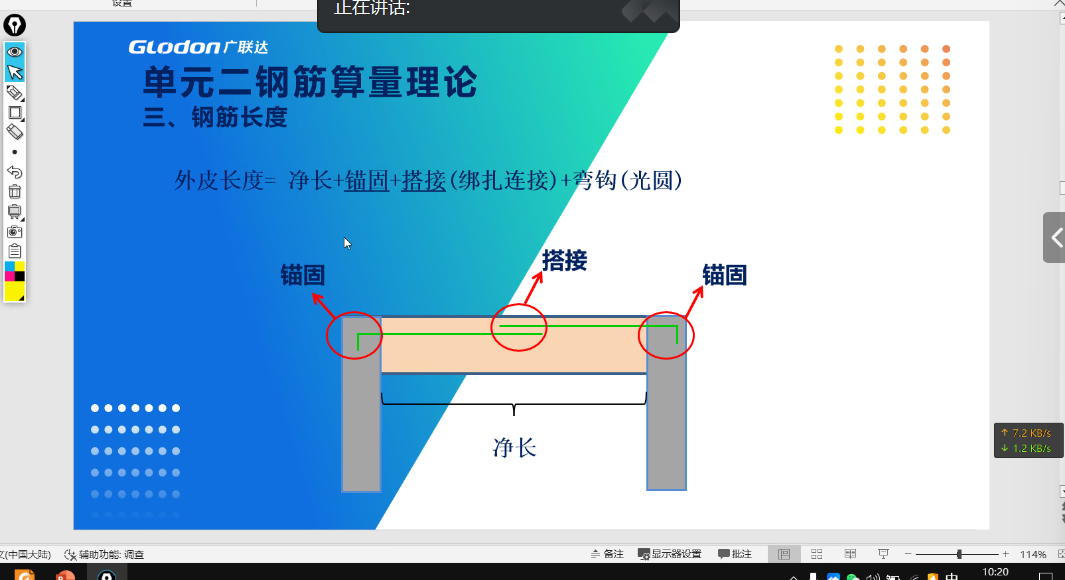 设置
正在讲话:
GLodon广联达
单元二钢筋算量理论
三、钢筋长度
外皮长度= 净长+锚固+搭接(绑扎连接)+弯钩(光圆)
搭接
锚固
锚固
净长
↑ 7.2 KB/s
↓ 1.2 KB/s
(中国大陆) 辅助功能: 调查
备注 显示器设置 批注 114%
中 10:20